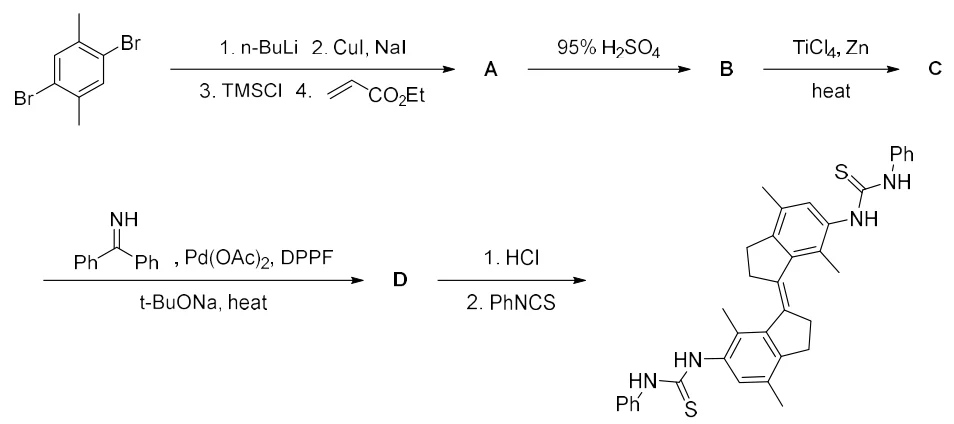 Br
Br
1. n-BuLi 2. CuI, NaI
3. TMSCl 4. CO₂Et
A
95% H₂SO₄
B
TiCl₄, Zn
heat
C
NH
Ph Ph , Pd(OAc)₂, DPPF
t-BuONa, heat
D
1. HCl
2. PhNCS
Ph
S
NH
NH
HN
HN
Ph
S